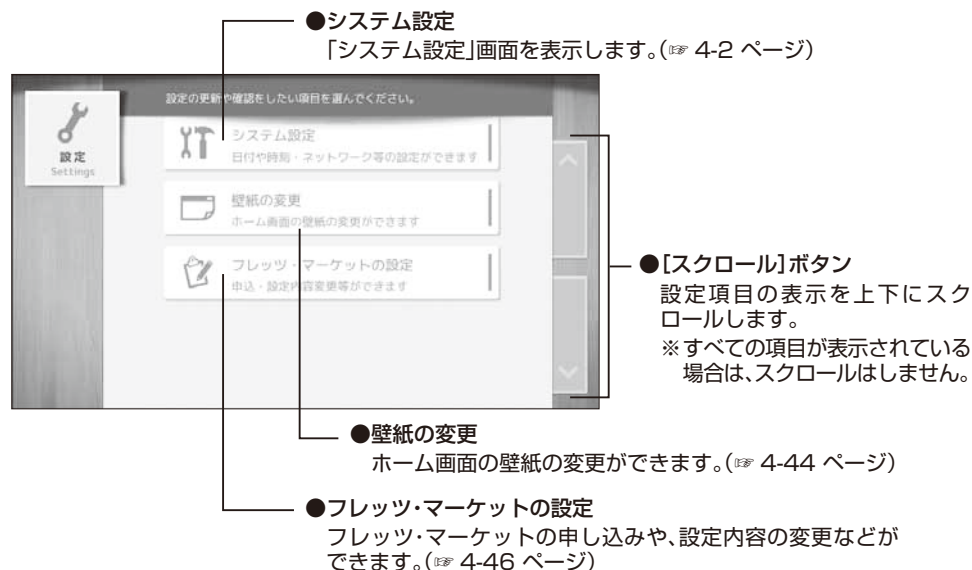 ●システム設定
「システム設定」画面を表示します。(☞ 4-2 ページ)
設定の更新や確認をしたい項目を選んでください。
設定
Settings
システム設定
日付や時刻・ネットワーク等の設定ができます
壁紙の変更
ホーム画面の壁紙の変更ができます
フレッツ・マーケットの設定
申込・設定内容変更等ができます
●[スクロール]ボタン
設定項目の表示を上下にスク
ロールします。
※すべての項目が表示されている
場合は、スクロールはしません。
●壁紙の変更
ホーム画面の壁紙の変更ができます。(☞ 4-44 ページ)
●フレッツ・マーケットの設定
フレッツ・マーケットの申し込みや、設定内容の変更などが
できます。(☞ 4-46 ページ)